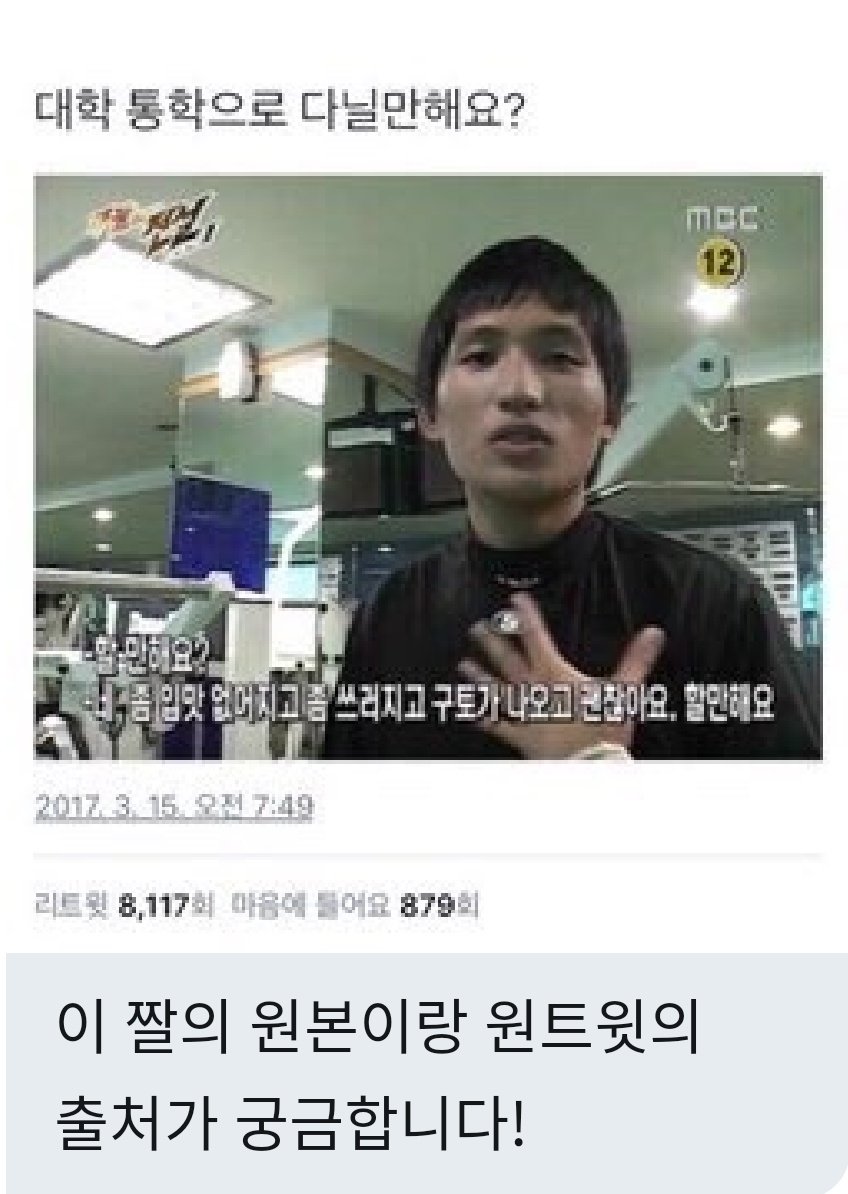 대학 통학으로 다닐만해요?
mbc
12
-할만해요?
-네- 좀 입맛 없어지고 좀 쓰러지고 구토가 나오고 괜찮아요. 할만해요
2017. 3. 15. 오전 7:49
리트윗 8,117회 마음에 들어요 879회
이 짤의 원본이랑 원트윗의
출처가 궁금합니다!